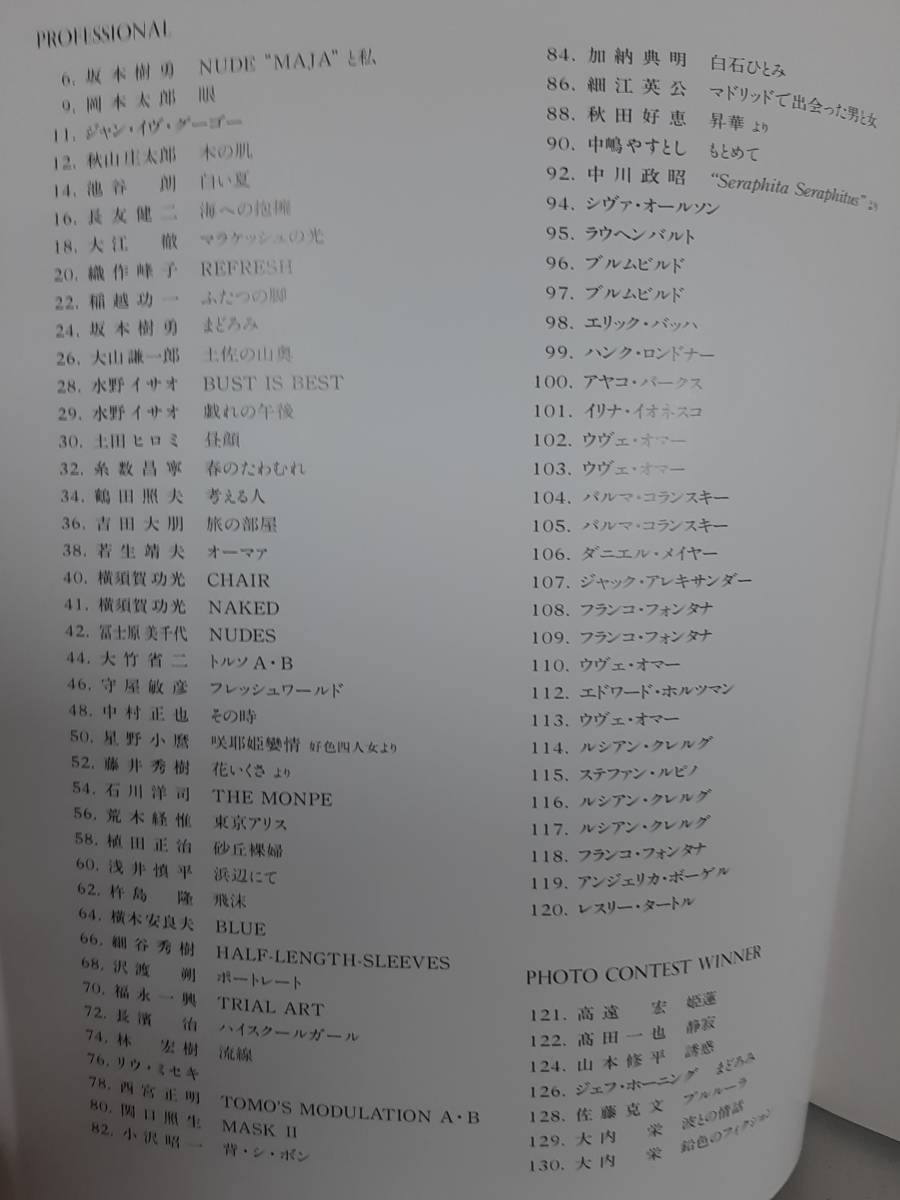 PROFESSIONAL
6. 坂本樹勇 NUDE "MAJA"と私
9. 岡本太郎 眼
11. ジャン・イヴ・グーゴー
12. 秋山庄太郎 木の肌
14. 池谷 朗 白い夏
16. 長友健二 海への抱擁
18. 大江 徹 マラケッシュの光
20. 織作峰子 REFRESH
22. 稲越功一 ふたつの脚
24. 坂本樹勇 まどろみ
26. 大山謙一郎 土佐の山奥
28. 水野イサオ BUST IS BEST
29. 水野イサオ 戯れの午後
30. 土田ヒロミ 昼顔
32. 糸数昌寧 春のたわむれ
34. 鶴田照夫 考える人
36. 吉田大朋 旅の部屋
38. 若生靖夫 オーマァ
40. 横須賀功光 CHAIR
41. 横須賀功光 NAKED
42. 冨士原美千代 NUDES
44. 大竹省二 トルソA・B
46. 守屋敏彦 フレッシュワールド
48. 中村正也 その時
50. 星野小麿 咲耶姫孌情 好色四人女より
52. 藤井秀樹 花いくさ より
54. 石川洋司 THE MONPE
56. 荒木経惟 東京アリス
58. 植田正治 砂丘裸婦
60. 浅井慎平 浜辺にて
62. 杵島 隆 飛沫
64. 横木安良夫 BLUE
66. 細谷秀樹 HALF-LENGTH-SLEEVES
68. 沢渡 朔 ポートレート
70. 福永一興 TRIAL ART
72. 長濱 治 ハイスクールガール
74. 林 宏樹 流線
76. リウ・ミセキ
78. 西宮正明 TOMO'S MODULATION A・B
80. 関口照生 MASK II
82. 小沢昭一 背・シ・ボン
84. 加納典明 白石ひとみ
86. 細江英公 マドリッドで出会った男と女
88. 秋田好恵 昇華 より
90. 中嶋やすとし もとめて
92. 中川政昭 "Seraphita Seraphitus" より
94. シヴァ・オールソン
95. ラウヘンバルト
96. ブルムビルド
97. ブルムビルド
98. エリック・バッハ
99. ハンク・ロンドナー
100. アヤコ・パークス
101. イリナ・イオネスコ
102. ウヴェ・オマー
103. ウヴェ・オマー
104. パルマ・コランスキー
105. パルマ・コランスキー
106. ダニエル・メイヤー
107. ジャック・アレキサンダー
108. フランコ・フォンタナ
109. フランコ・フォンタナ
110. ウヴェ・オマー
112. エドワード・ホルツマン
113. ウヴェ・オマー
114. ルシアン・クレルグ
115. ステファン・ルピノ
116. ルシアン・クレルグ
117. ルシアン・クレルグ
118. フランコ・フォンタナ
119. アンジェリカ・ボーゲル
120. レスリー・タートル
PHOTO CONTEST WINNER
121. 高遠 宏 姫蓮
122. 髙田一也 静寂
124. 山本修平 誘惑
126. ジェフ・ホーニング まどろみ
128. 佐藤克文 プルルーラ
129. 大内 栄 波との情話
130. 大内 栄 鉛色のフィクション